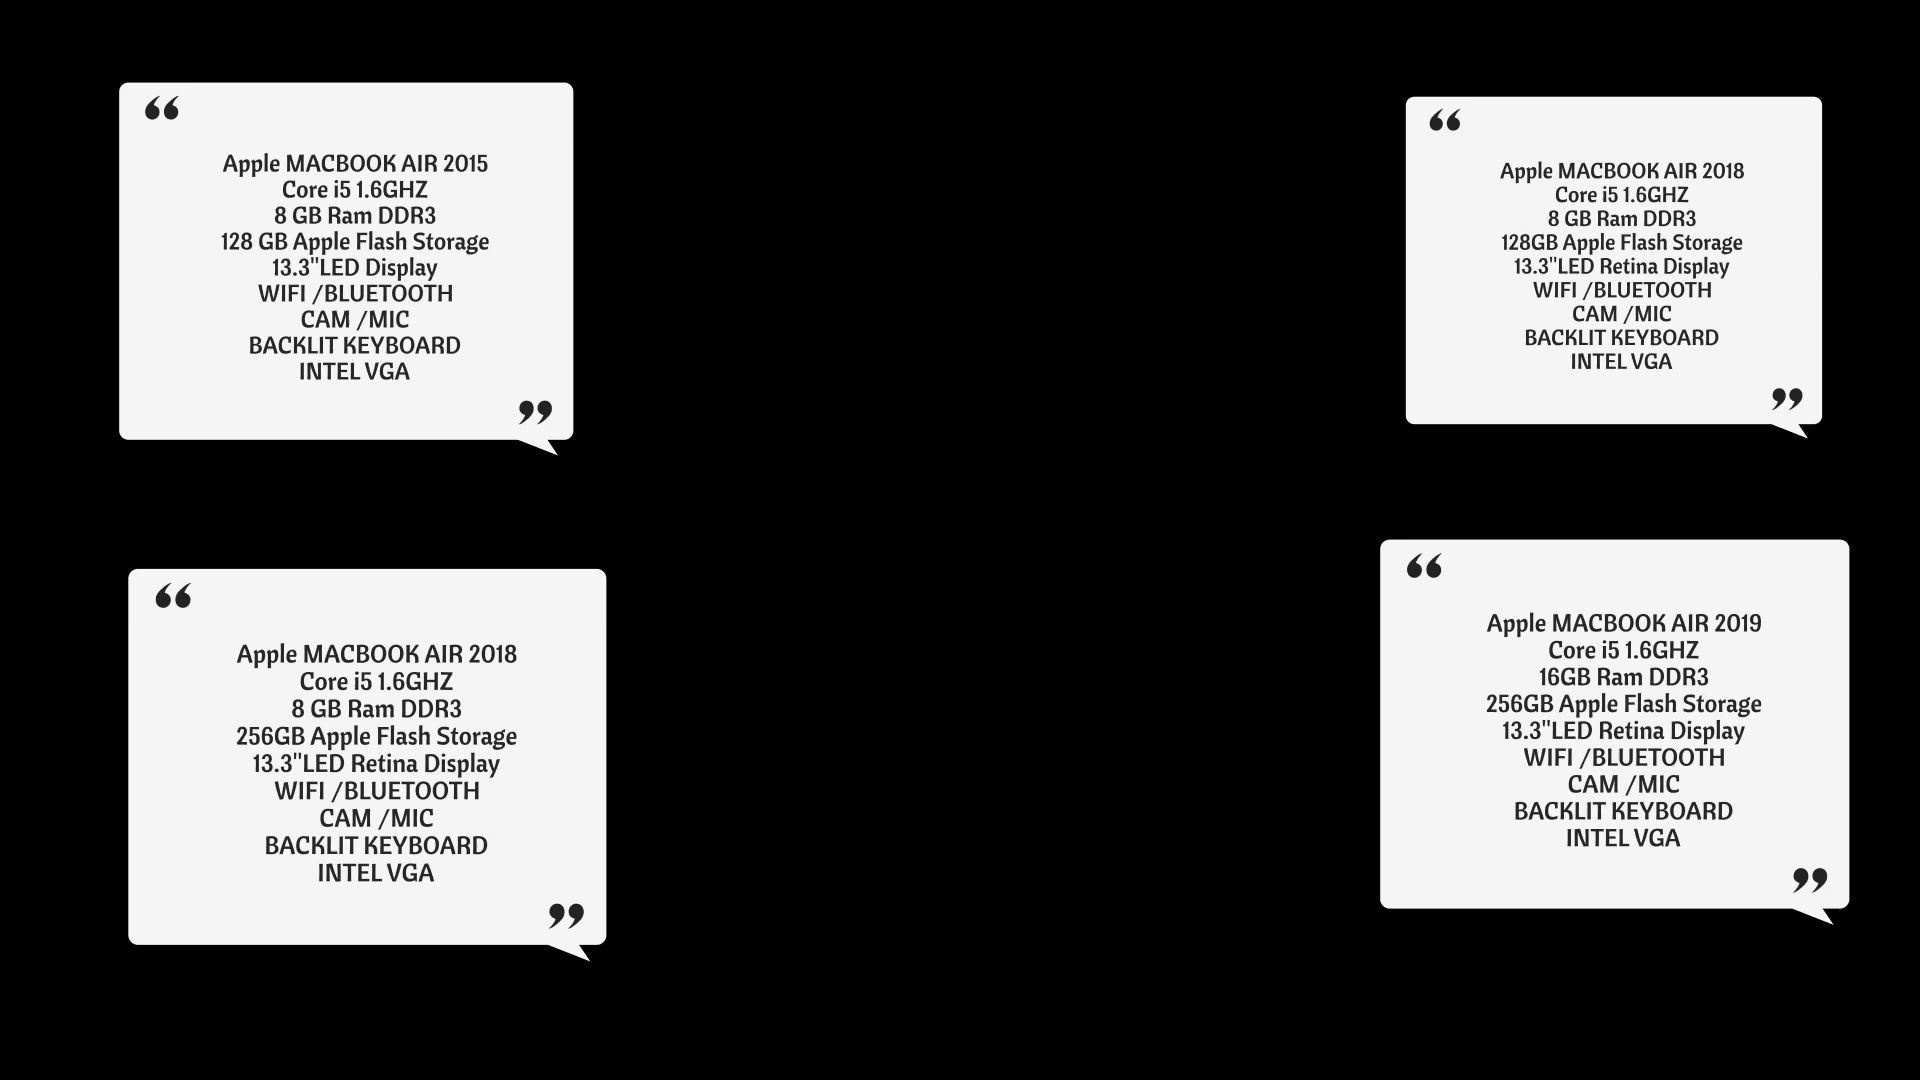 Apple MACBOOK AIR 2015
Core i5 1.6GHZ
8 GB Ram DDR3
128 GB Apple Flash Storage
13.3"LED Display
WIFI /BLUETOOTH
CAM /MIC
BACKLIT KEYBOARD
INTEL VGA
Apple MACBOOK AIR 2018
Core i5 1.6GHZ
8 GB Ram DDR3
128GB Apple Flash Storage
13.3"LED Retina Display
WIFI /BLUETOOTH
CAM /MIC
BACKLIT KEYBOARD
INTEL VGA
Apple MACBOOK AIR 2018
Core i5 1.6GHZ
8 GB Ram DDR3
256GB Apple Flash Storage
13.3"LED Retina Display
WIFI /BLUETOOTH
CAM /MIC
BACKLIT KEYBOARD
INTEL VGA
Apple MACBOOK AIR 2019
Core i5 1.6GHZ
16GB Ram DDR3
256GB Apple Flash Storage
13.3"LED Retina Display
WIFI /BLUETOOTH
CAM /MIC
BACKLIT KEYBOARD
INTEL VGA